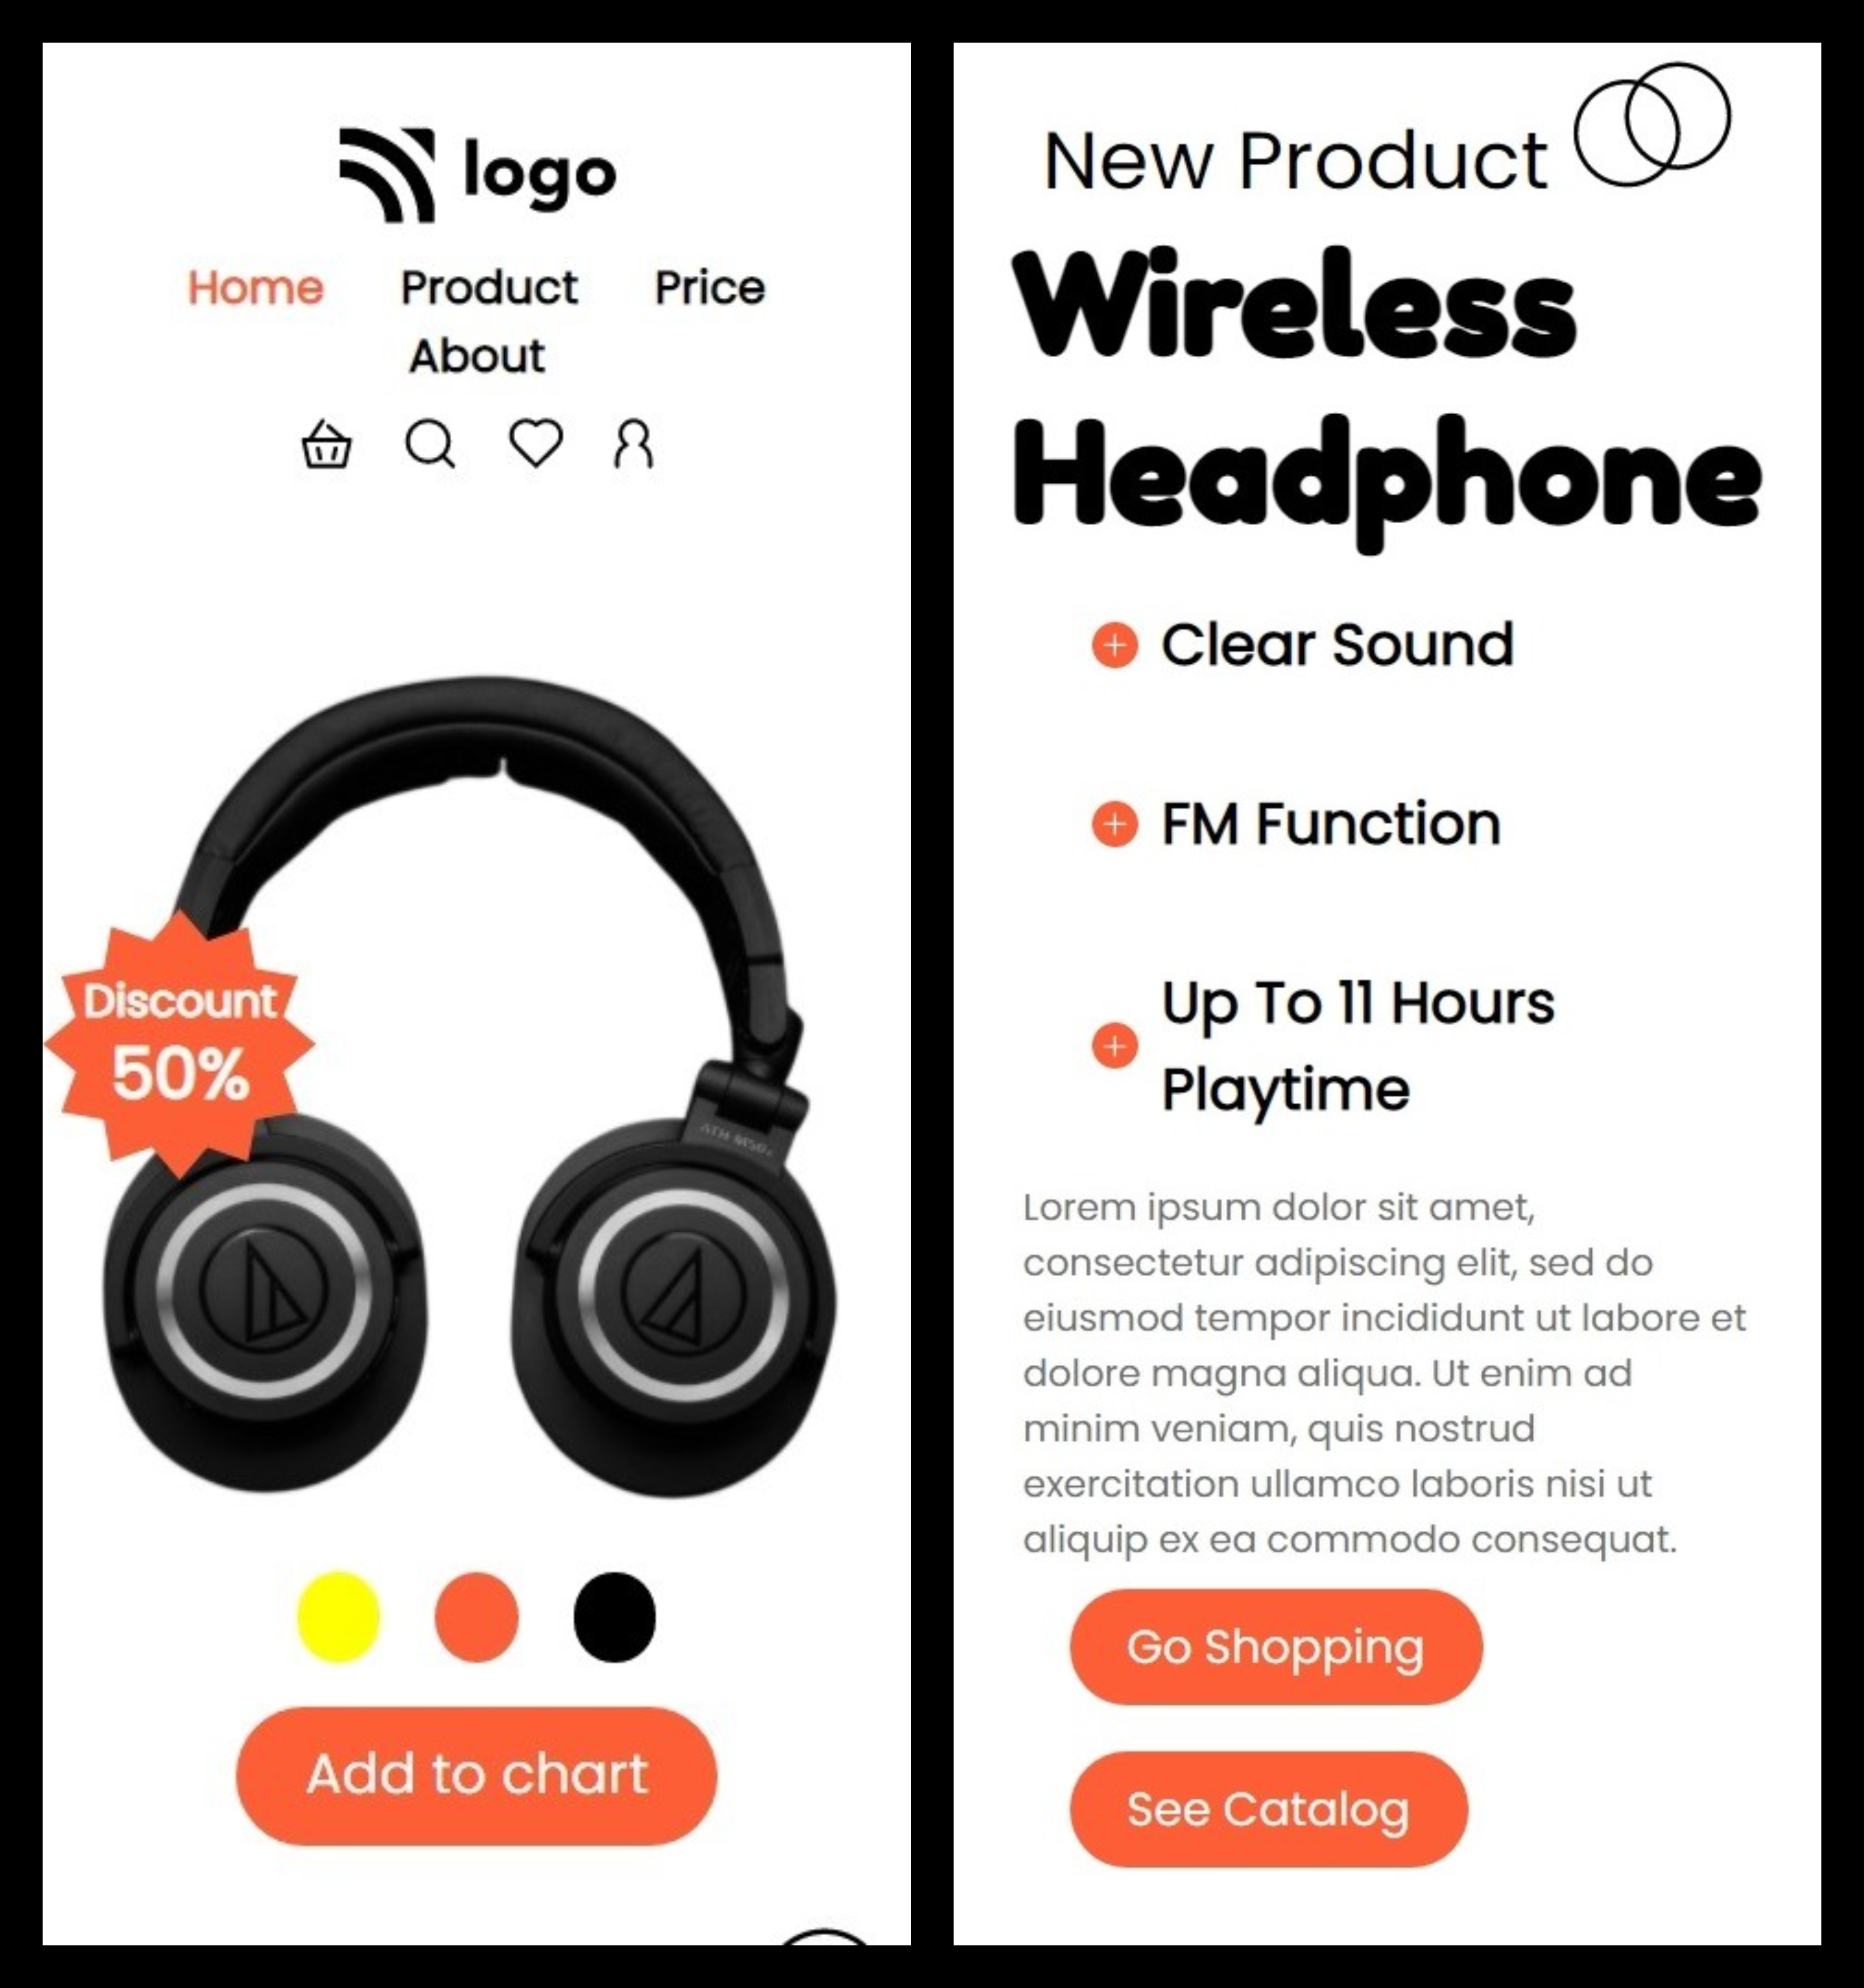 logo
Home Product Price
About
Discount
50%
Add to chart
New Product
Wireless
Headphone
Clear Sound
FM Function
Up To 11 Hours
Playtime
Lorem ipsum dolor sit amet,
consectetur adipiscing elit, sed do
eiusmod tempor incididunt ut labore et
dolore magna aliqua. Ut enim ad
minim veniam, quis nostrud
exercitation ullamco laboris nisi ut
aliquip ex ea commodo consequat.
Go Shopping
See Catalog